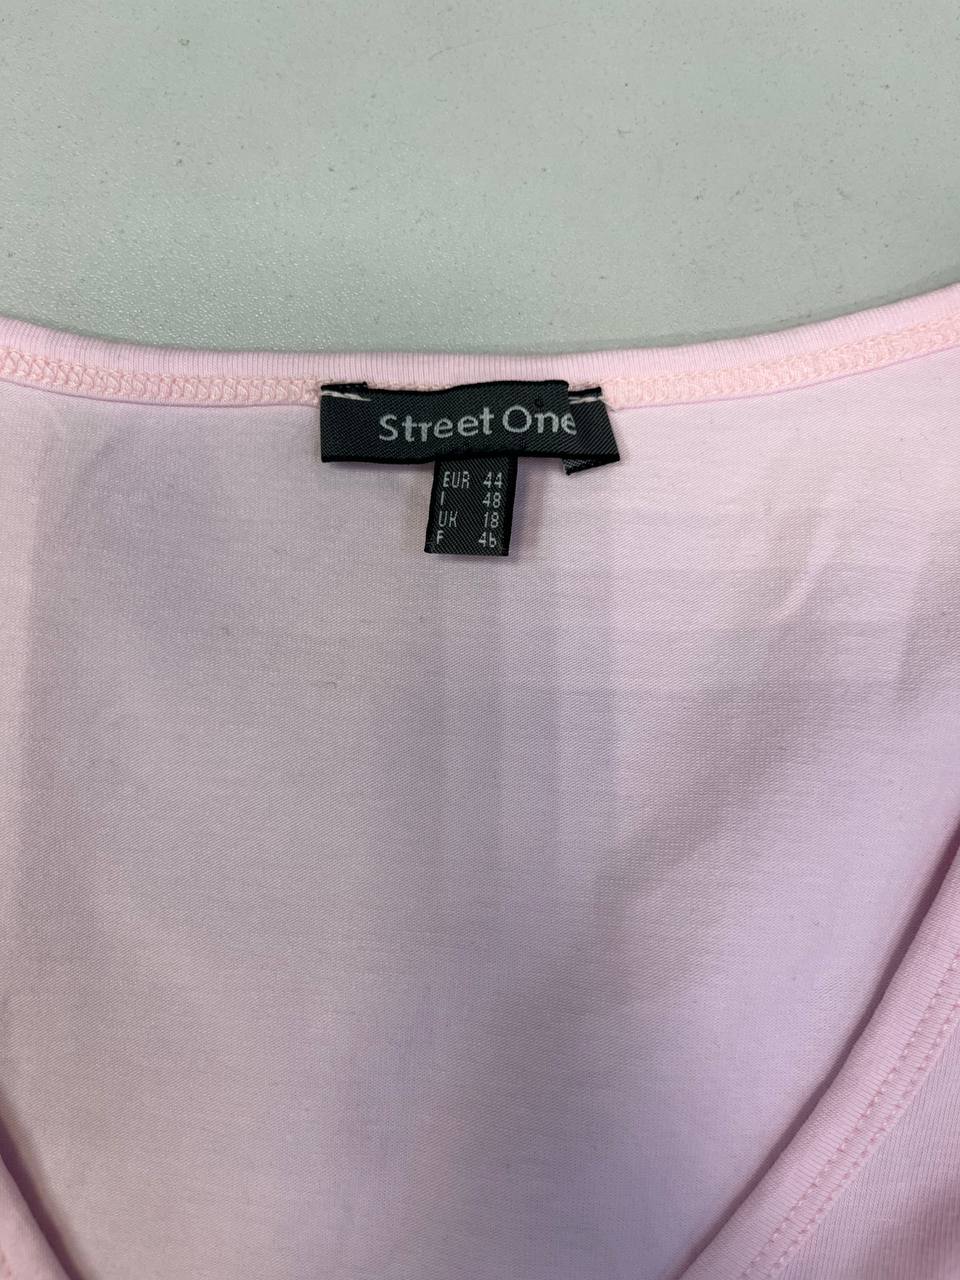 Street One
EUR 44
I 48
UK 18
F 46